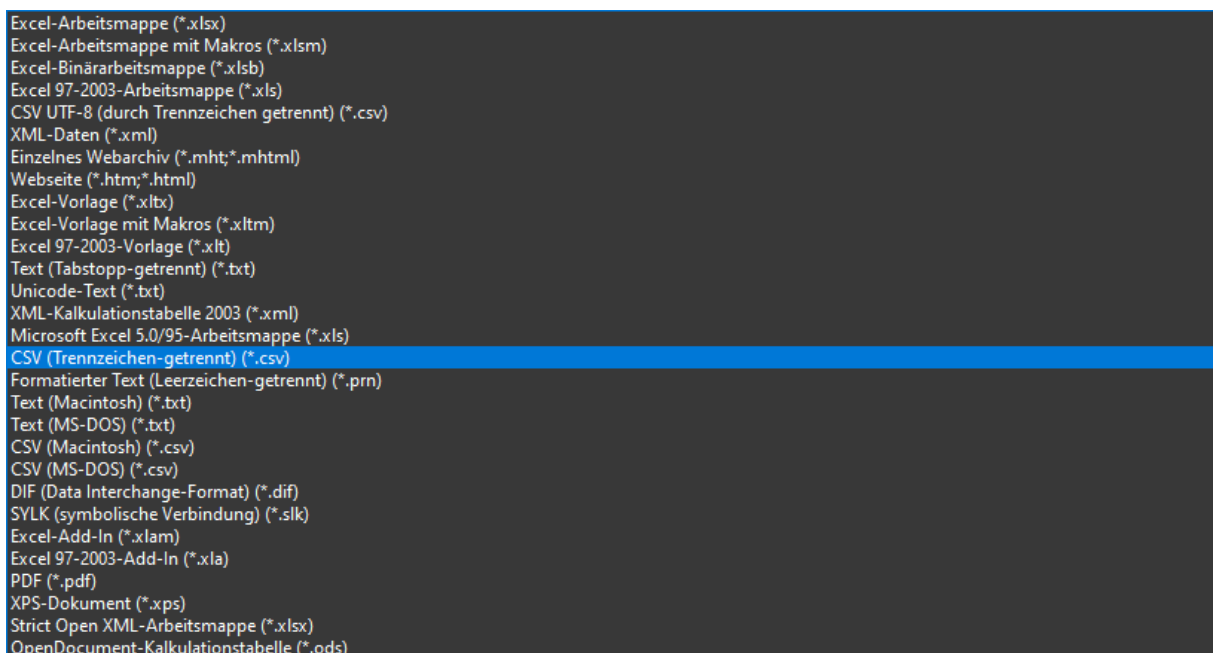 Excel-Arbeitsmappe (*.xlsx)
Excel-Arbeitsmappe mit Makros (*.xlsm)
Excel-Binärarbeitsmappe (*.xlsb)
Excel 97-2003-Arbeitsmappe (*.xls)
CSV UTF-8 (durch Trennzeichen getrennt) (*.csv)
XML-Daten (*.xml)
Einzelnes Webarchiv (*.mht;*.mhtml)
Webseite (*.htm;*.html)
Excel-Vorlage (*.xltx)
Excel-Vorlage mit Makros (*.xltm)
Excel 97-2003-Vorlage (*.xlt)
Text (Tabstopp-getrennt) (*.txt)
Unicode-Text (*.txt)
XML-Kalkulationstabelle 2003 (*.xml)
Microsoft Excel 5.0/95-Arbeitsmappe (*.xls)
CSV (Trennzeichen-getrennt) (*.csv)
Formatierter Text (Leerzeichen-getrennt) (*.prn)
Text (Macintosh) (*.txt)
Text (MS-DOS) (*.txt)
CSV (Macintosh) (*.csv)
CSV (MS-DOS) (*.csv)
DIF (Data Interchange-Format) (*.dif)
SYLK (symbolische Verbindung) (*.slk)
Excel-Add-In (*.xlam)
Excel 97-2003-Add-In (*.xla)
PDF (*.pdf)
XPS-Dokument (*.xps)
Strict Open XML-Arbeitsmappe (*.xlsx)
OpenDocument-Kalkulationstabelle (*.ods)